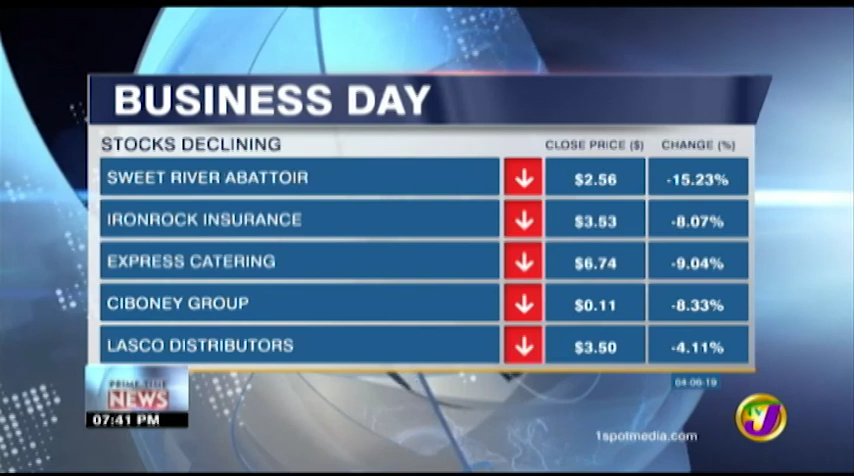 BUSINESS DAY
STOCKS DECLINING CLOSE PRICE ($) CHANGE (%)
SWEET RIVER ABATTOIR $2.56 -15.23%
IRONROCK INSURANCE $3.53 -8.07%
EXPRESS CATERING $6.74 -9.04%
CIBONEY GROUP $0.11 -8.33%
LASCO DISTRIBUTORS $3.50 -4.11%
PRIME TIME
NEWS
07:41 PM
04-06-19
1spotmedia.com
TVJ